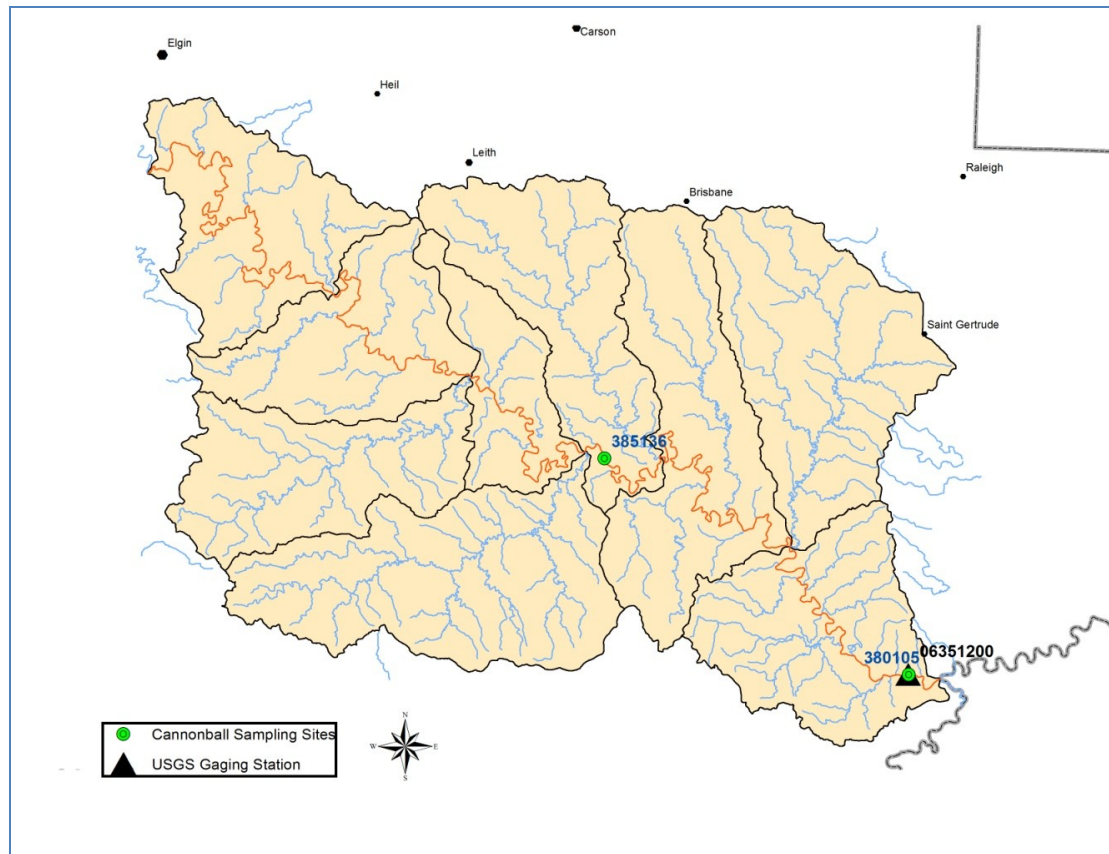 Carson
Elgin
Heil
Leith
Raleigh
Brisbane
Saint Gertrude
385136
06351200
380105
Cannonball Sampling Sites
USGS Gaging Station
N
W
E
S